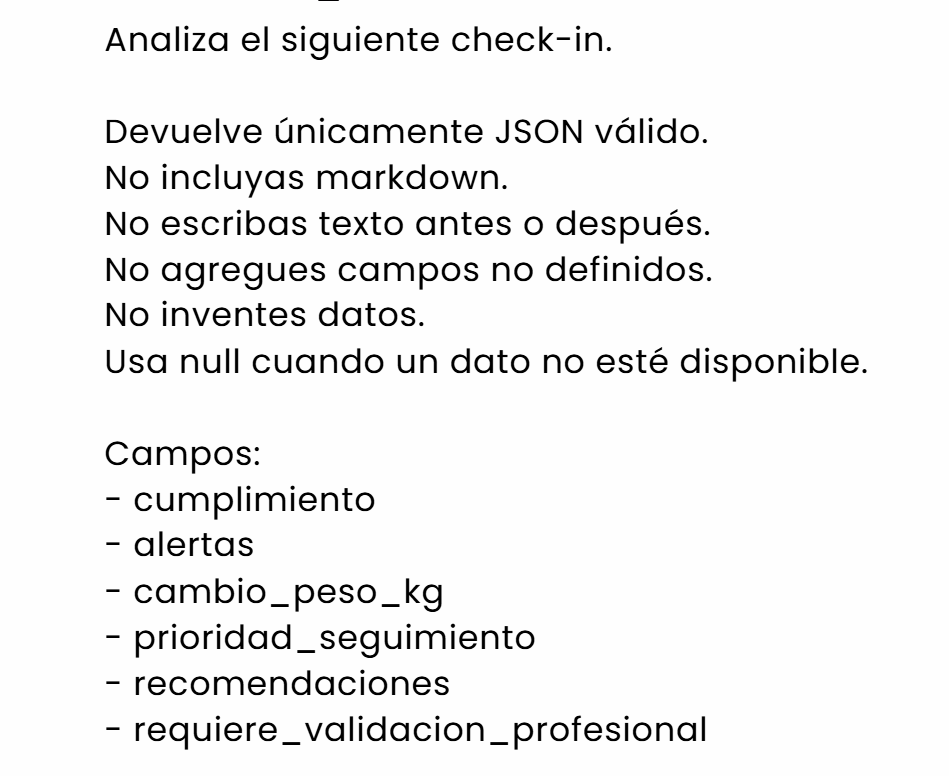 Analiza el siguiente check-in.
Devuelve únicamente JSON válido.
No incluyas markdown.
No escribas texto antes o después.
No agregues campos no definidos.
No inventes datos.
Usa null cuando un dato no esté disponible.
Campos:
- cumplimiento
- alertas
- cambio_peso_kg
- prioridad_seguimiento
- recomendaciones
- requiere_validacion_profesional